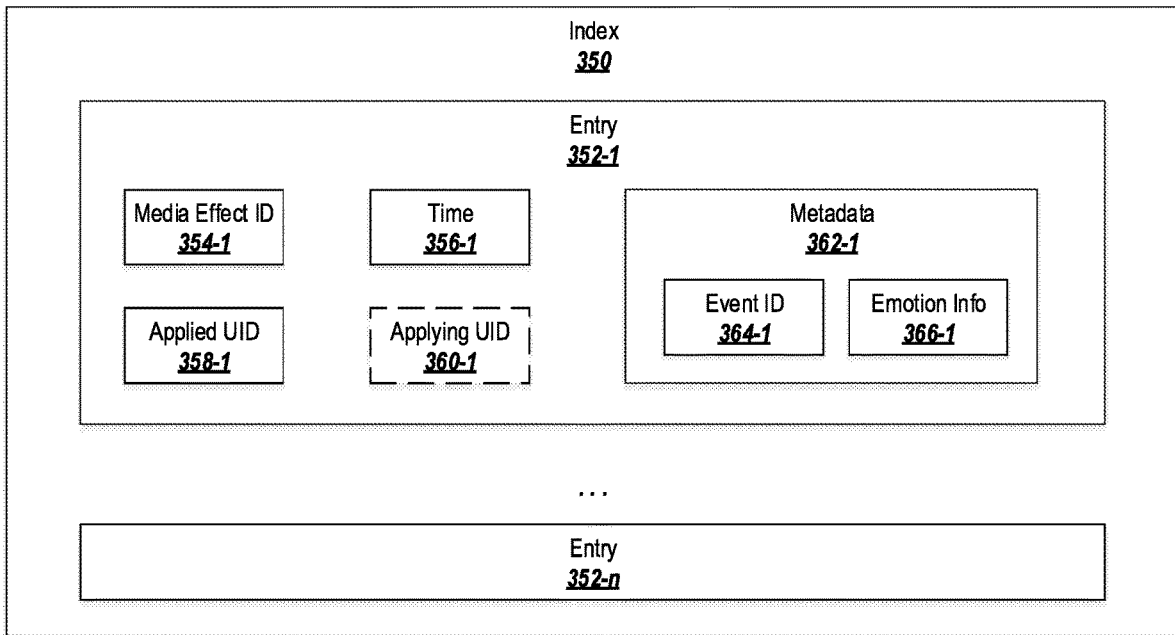 Index
350
Entry
352-1
Media Effect ID
354-1
Time
356-1
Metadata
362-1
Event ID
364-1
Emotion Info
366-1
Applied UID
358-1
Applying UID
360-1
...
Entry
352-n